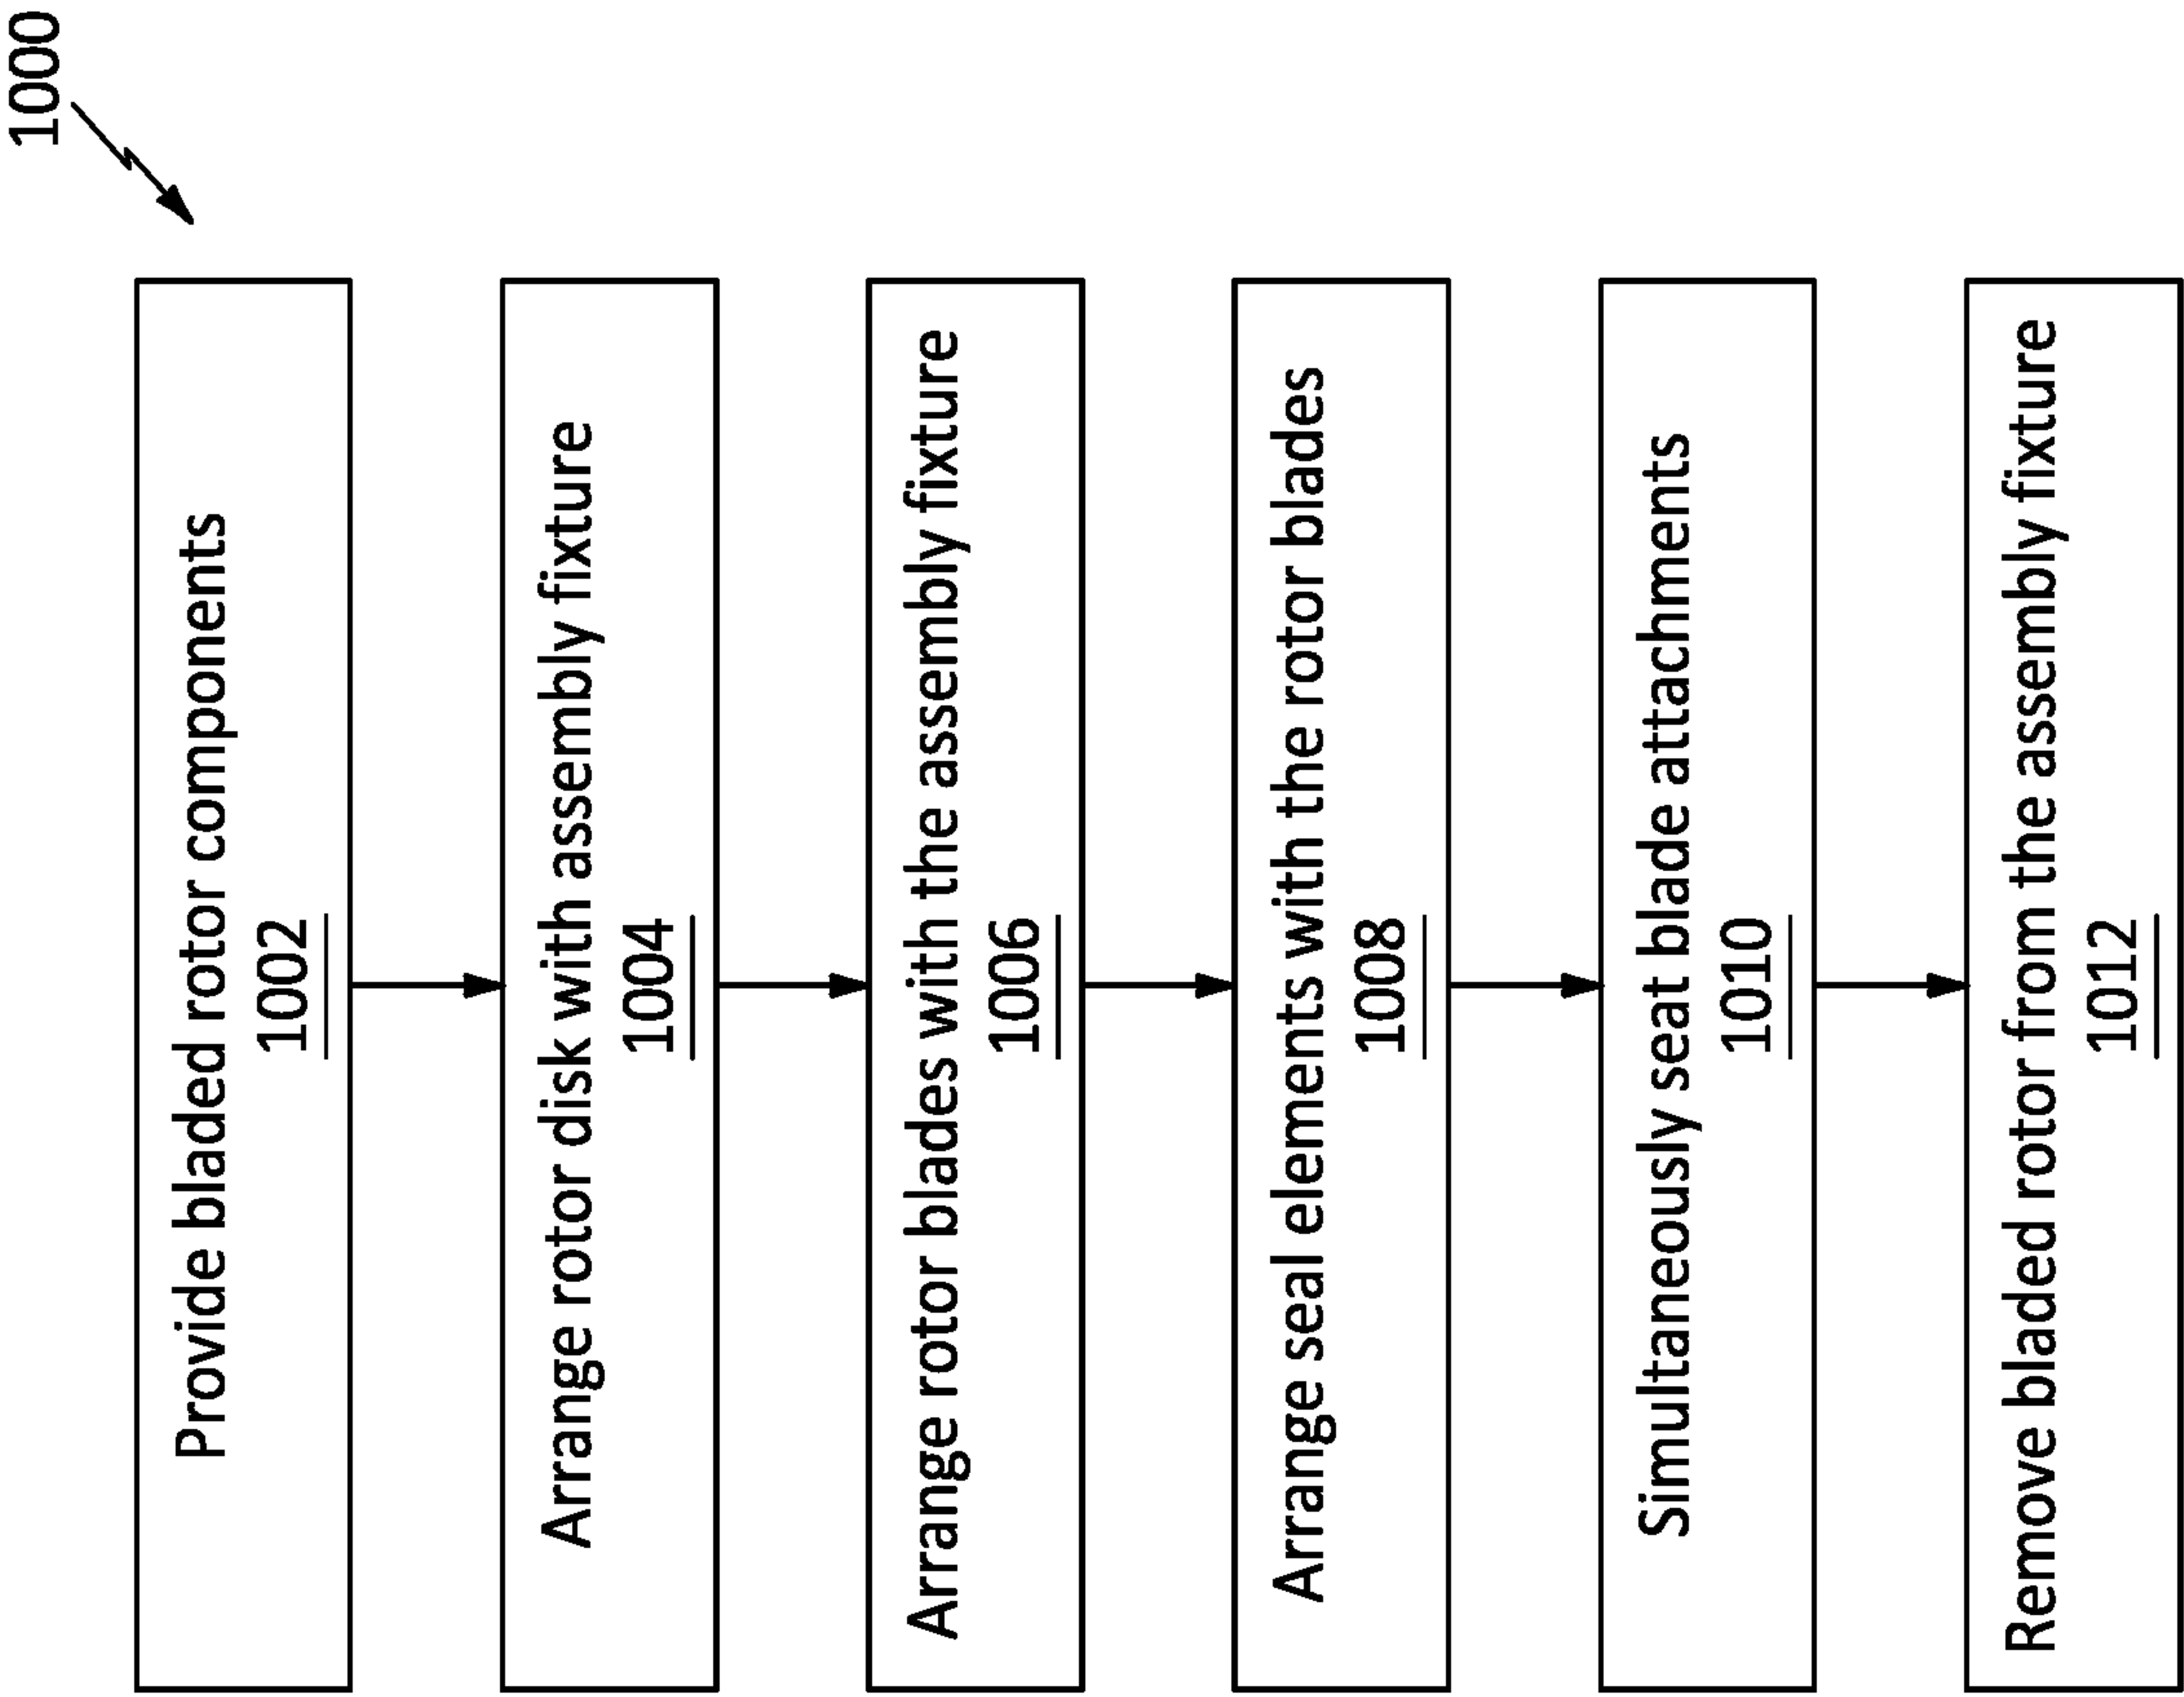 1000
Provide bladed rotor components
1002
Arrange rotor disk with assembly fixture
1004
Arrange rotor blades with the assembly fixture
1006
Arrange seal elements with the rotor blades
1008
Simultaneously seat blade attachments
1010
Remove bladed rotor from the assembly fixture
1012